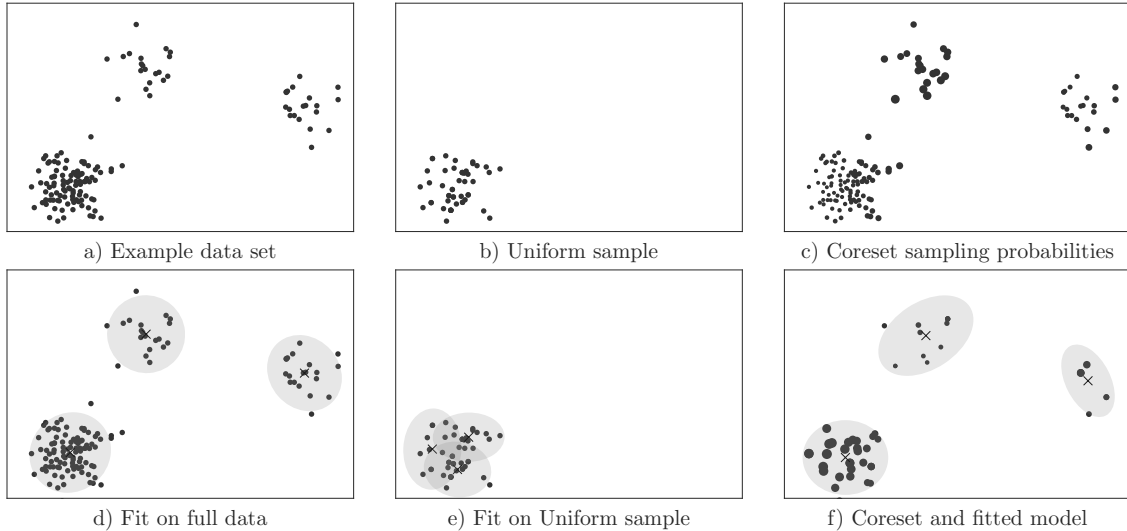 a) Example data set
b) Uniform sample
c) Coreset sampling probabilities
d) Fit on full data
e) Fit on Uniform sample
f) Coreset and fitted model